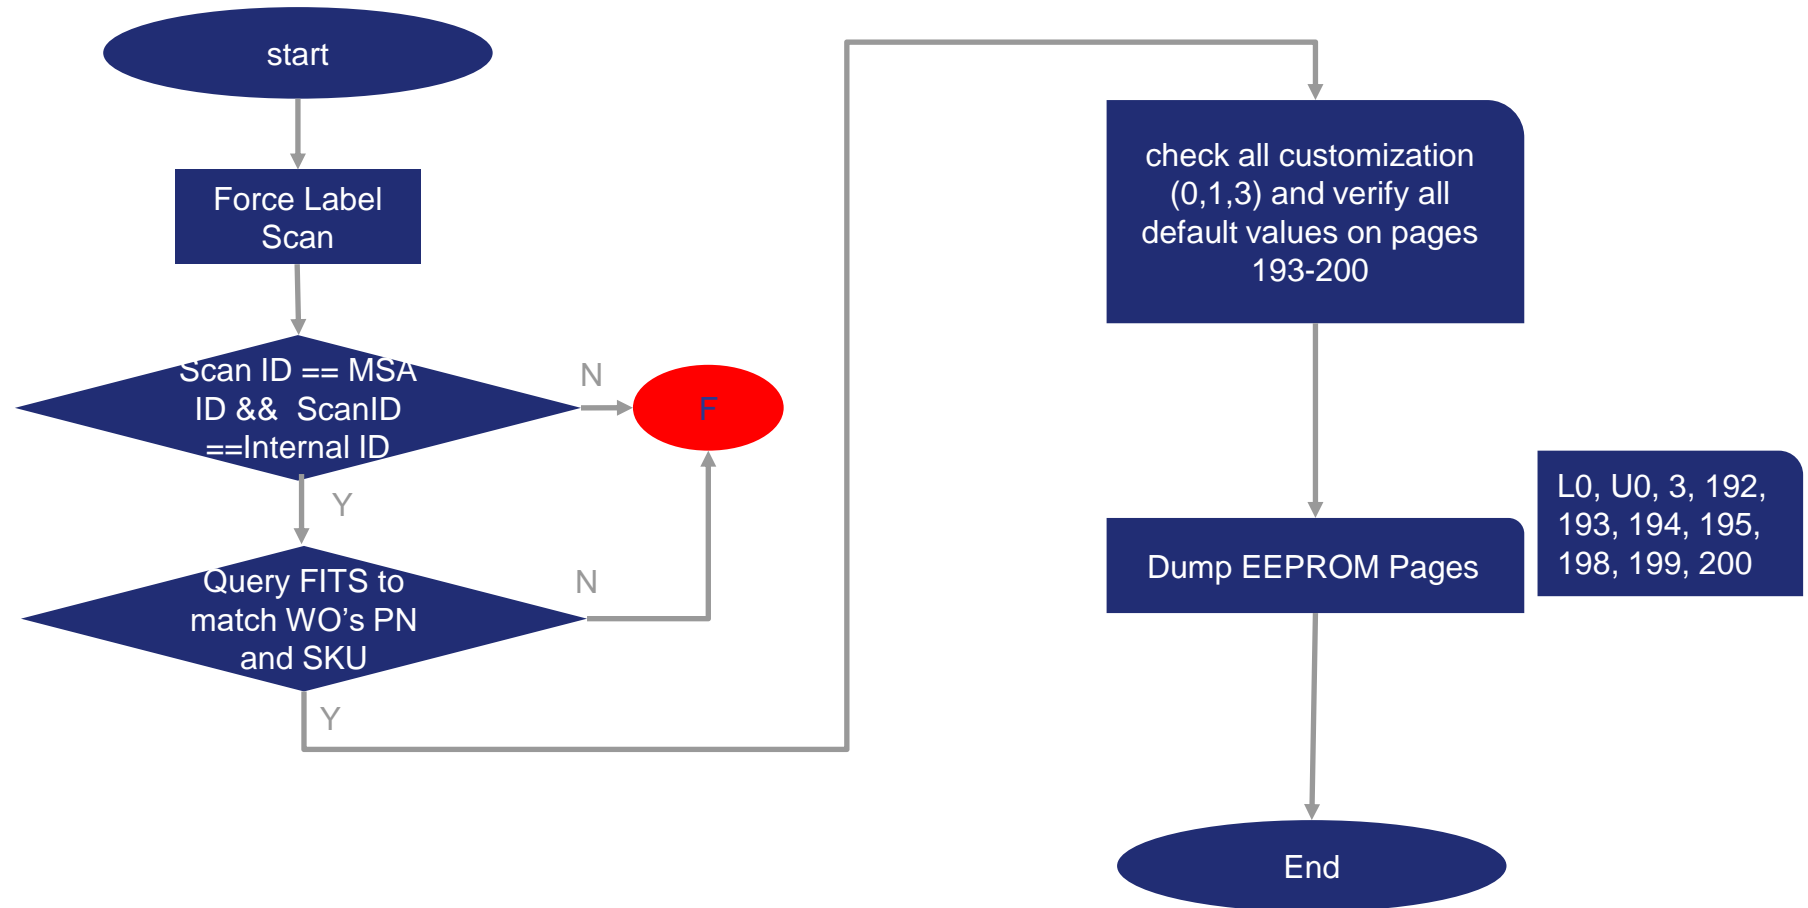 start
Force Label
Scan
Scan ID == MSA
ID && ScanID
==Internal ID
N
F
Y
Query FITS to
match WO’s PN
and SKU
N
Y
check all customization
(0,1,3) and verify all
default values on pages
193-200
Dump EEPROM Pages
L0, U0, 3, 192,
193, 194, 195,
198, 199, 200
End